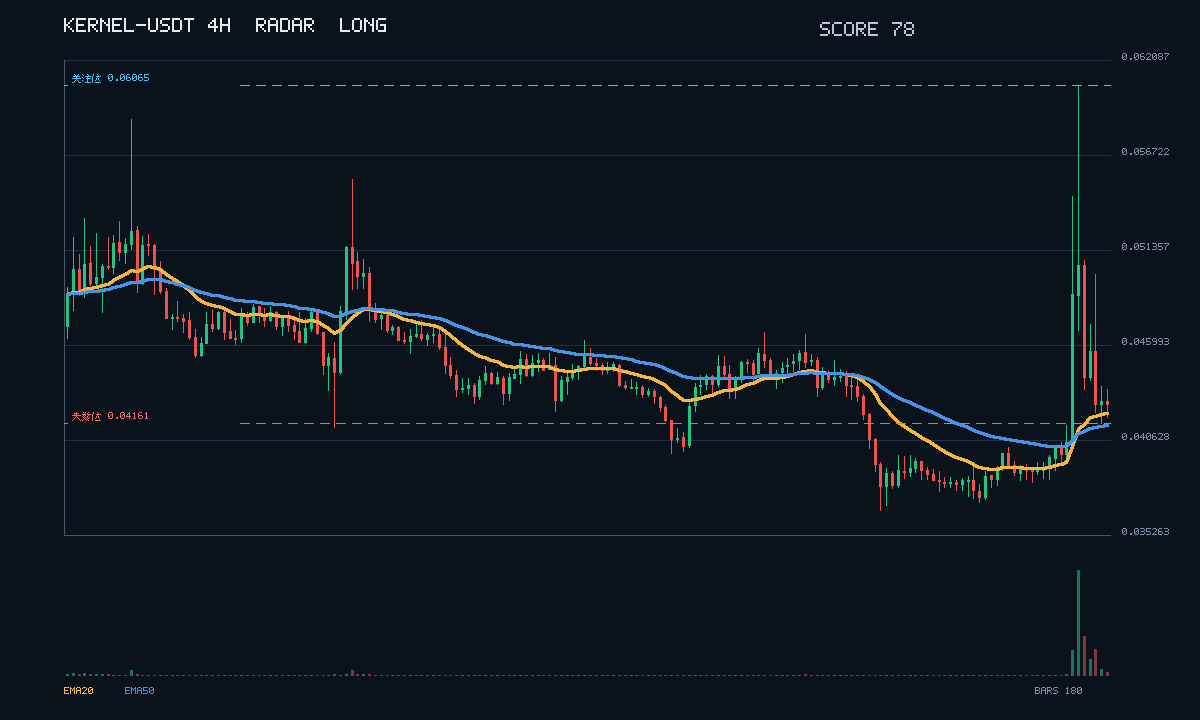 KERNEL-USDT 4H RADAR LONG
SCORE 78
0.062087
关注位 0.06065
0.056722
0.051357
0.045993
失效位 0.04161
0.040628
0.035263
EMA20 EMA50
BARS 180